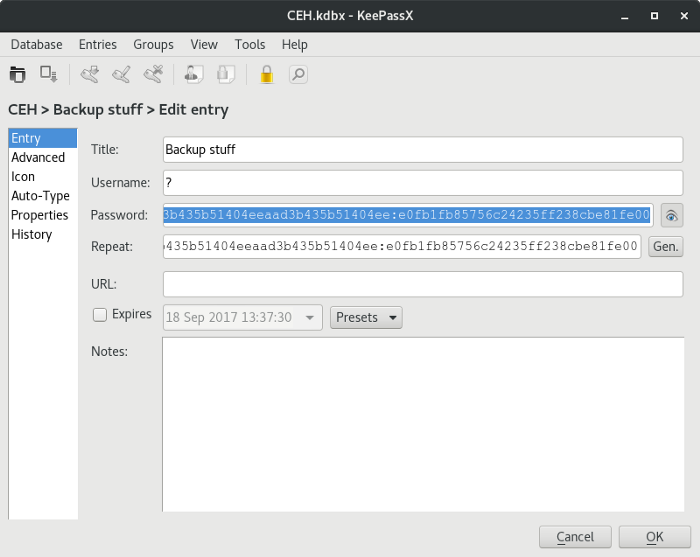 CEH.kdbx - KeePassX
Database Entries Groups View Tools Help
CEH > Backup stuff > Edit entry
Entry
Advanced
Icon
Auto-Type
Properties
History
Title: Backup stuff
Username: ?
Password: 3b435b51404eeaad3b435b51404ee:e0fb1fb85756c24235ff238cbe81fe00
Repeat: b435b51404eeaad3b435b51404ee:e0fb1fb85756c24235ff238cbe81fe00 Gen.
URL:
Expires 18 Sep 2017 13:37:30 Presets
Notes:
Cancel OK